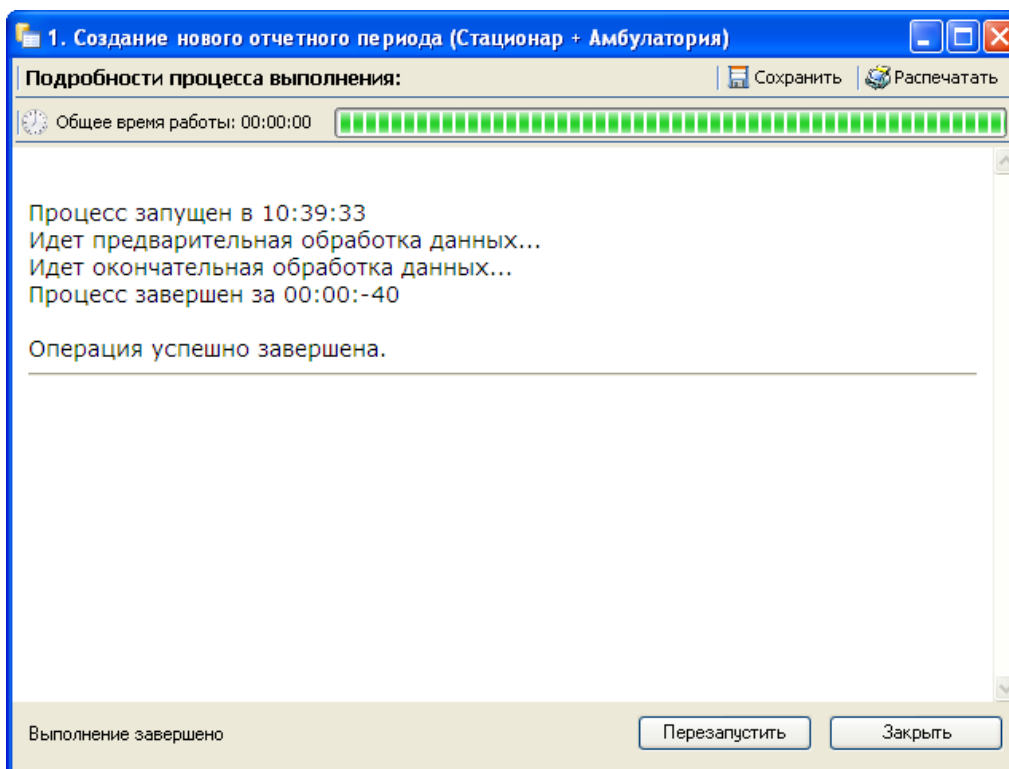 1. Создание нового отчетного периода (Стационар + Амбулатория)
Подробности процесса выполнения: Сохранить Распечатать
Общее время работы: 00:00:00
Процесс запущен в 10:39:33
Идет предварительная обработка данных...
Идет окончательная обработка данных...
Процесс завершен за 00:00:-40
Операция успешно завершена.
Выполнение завершено Перезапустить Закрыть